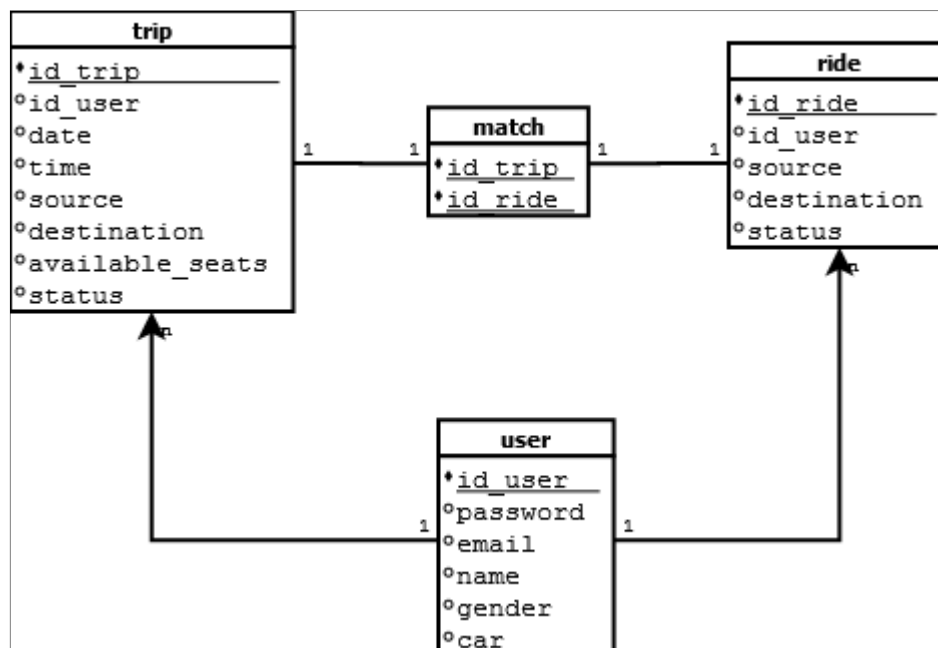 trip
id_trip
id_user
date
time
source
destination
available_seats
status
n
1
1
match
id_trip
id_ride
1
1
ride
id_ride
id_user
source
destination
status
n
user
id_user
password
email
name
gender
car
1
1